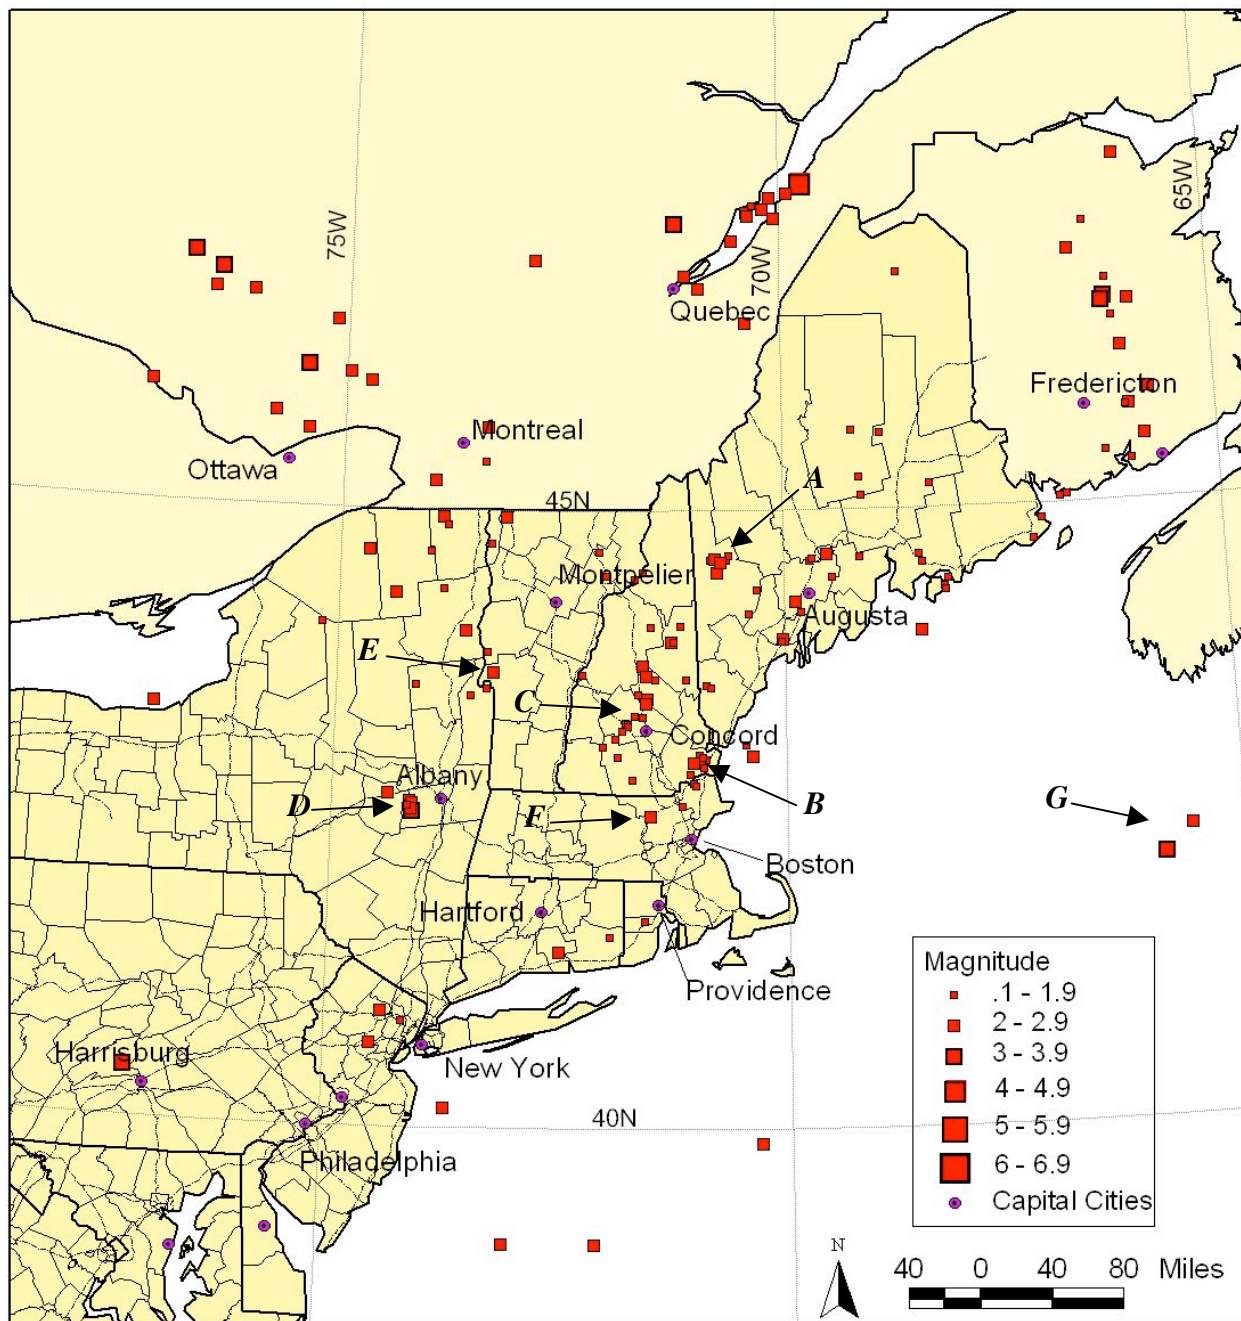 75W
70W
65W
Quebec
Fredericton
Montreal
Ottawa
45N
A
Montpelier
Augusta
E
C
Concord
Albany
D
B
G
F
Boston
Hartford
Providence
Harrisburg
New York
40N
Philadelphia
Magnitude
.1 - 1.9
2 - 2.9
3 - 3.9
4 - 4.9
5 - 5.9
6 - 6.9
Capital Cities
N
40 0 40 80 Miles